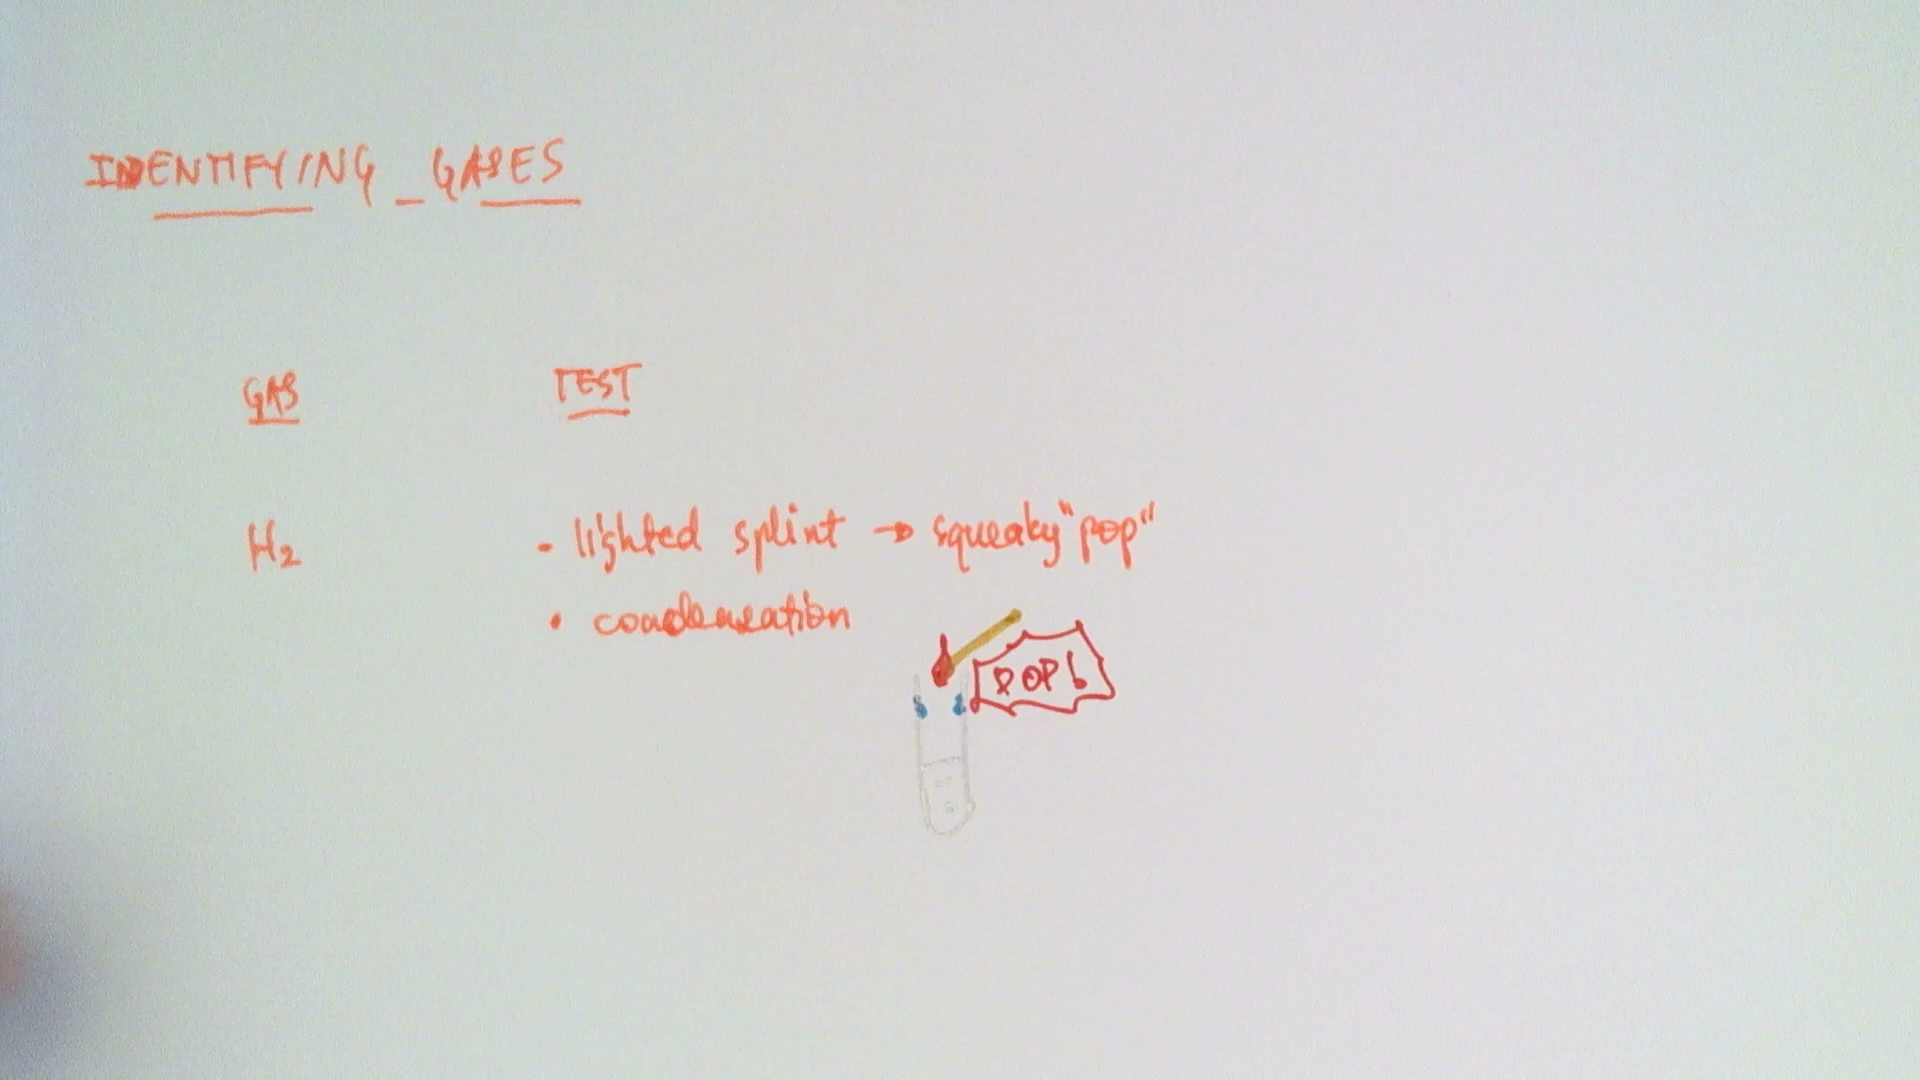 IDENTIFYING GASES
GAS TEST
H₂ - lighted splint → squeaky "pop"
• condensation
POP!